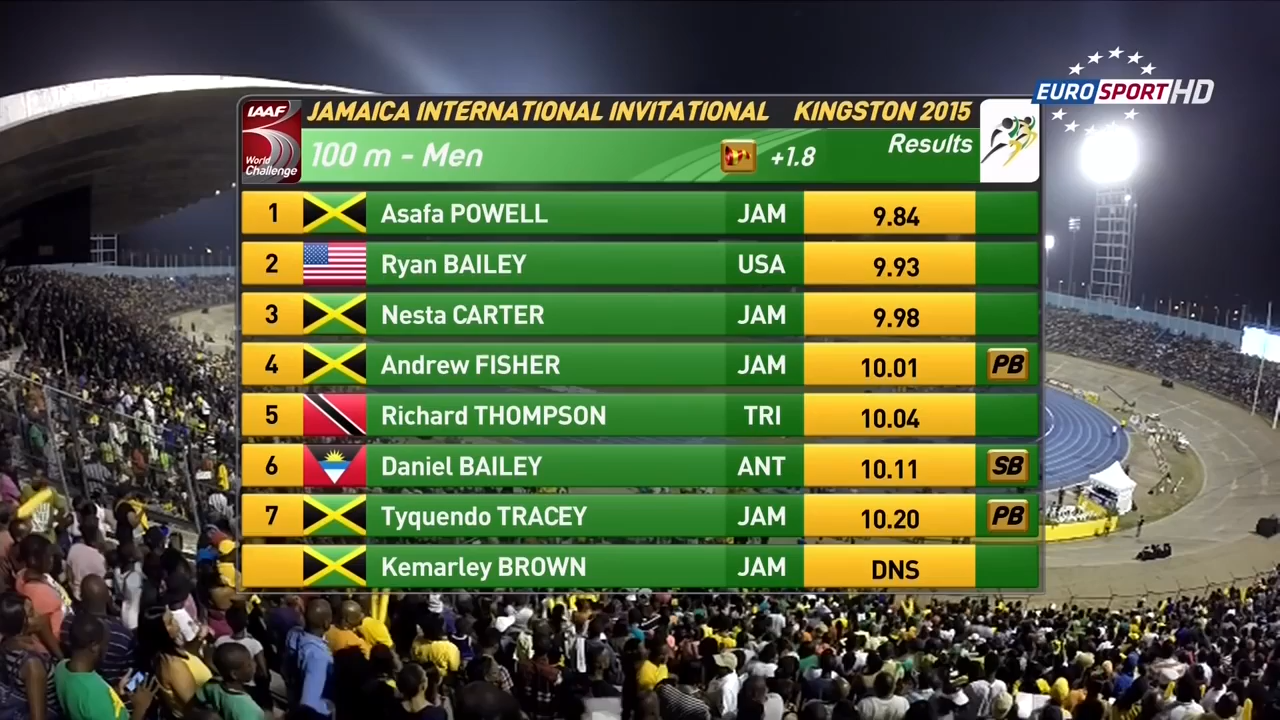 EUROSPORT HD
IAAF World Challenge
JAMAICA INTERNATIONAL INVITATIONAL KINGSTON 2015
100 m - Men +1.8 Results
1 Asafa POWELL JAM 9.84
2 Ryan BAILEY USA 9.93
3 Nesta CARTER JAM 9.98
4 Andrew FISHER JAM 10.01 PB
5 Richard THOMPSON TRI 10.04
6 Daniel BAILEY ANT 10.11 SB
7 Tyquendo TRACEY JAM 10.20 PB
Kemarley BROWN JAM DNS